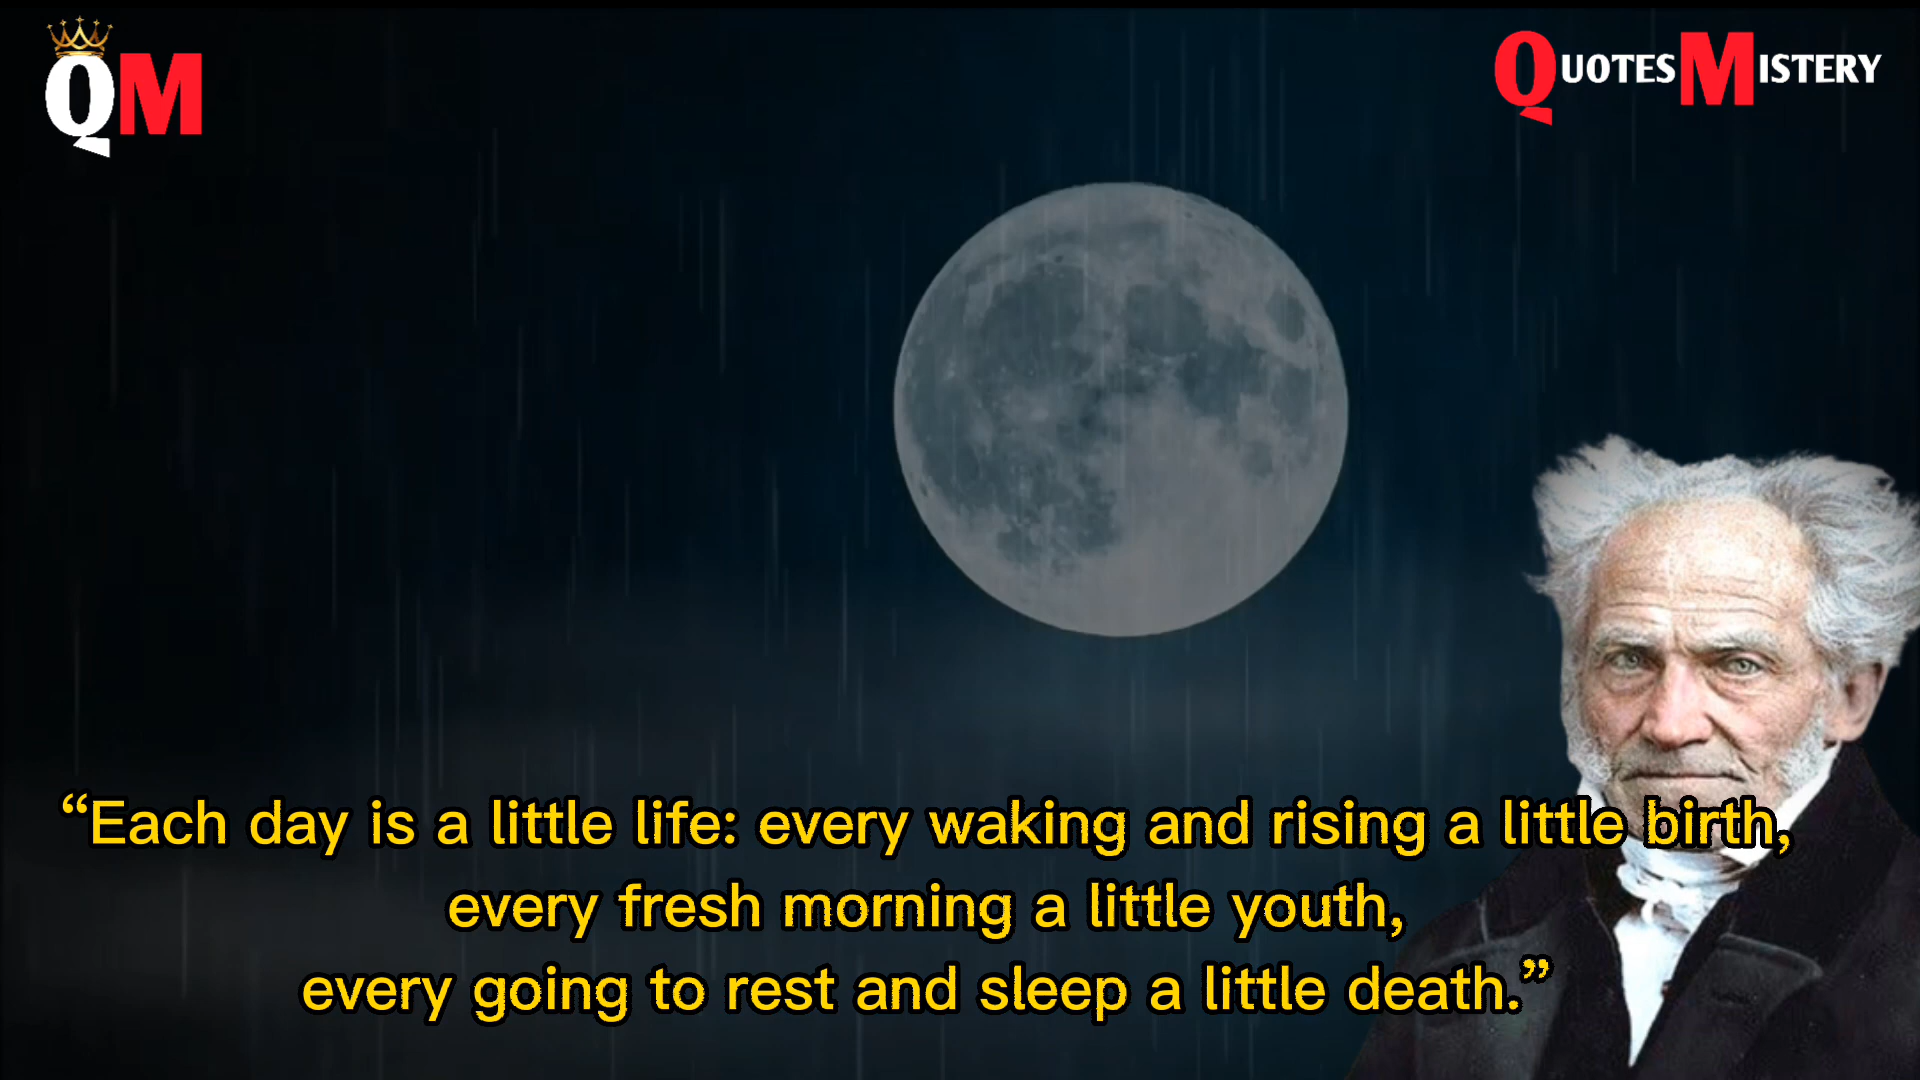 QM
QUOTESMISTERY
“Each day is a little life: every waking and rising a little birth,
every fresh morning a little youth,
every going to rest and sleep a little death.”